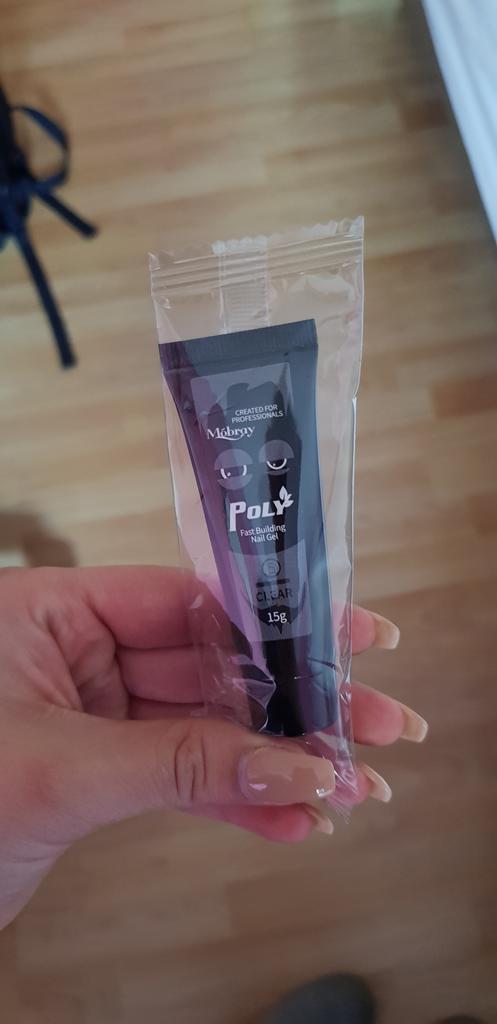 CREATED FOR
PROFESSIONALS
Mobray
POLY
Fast Building
Nail Gel
CLEAR
15g